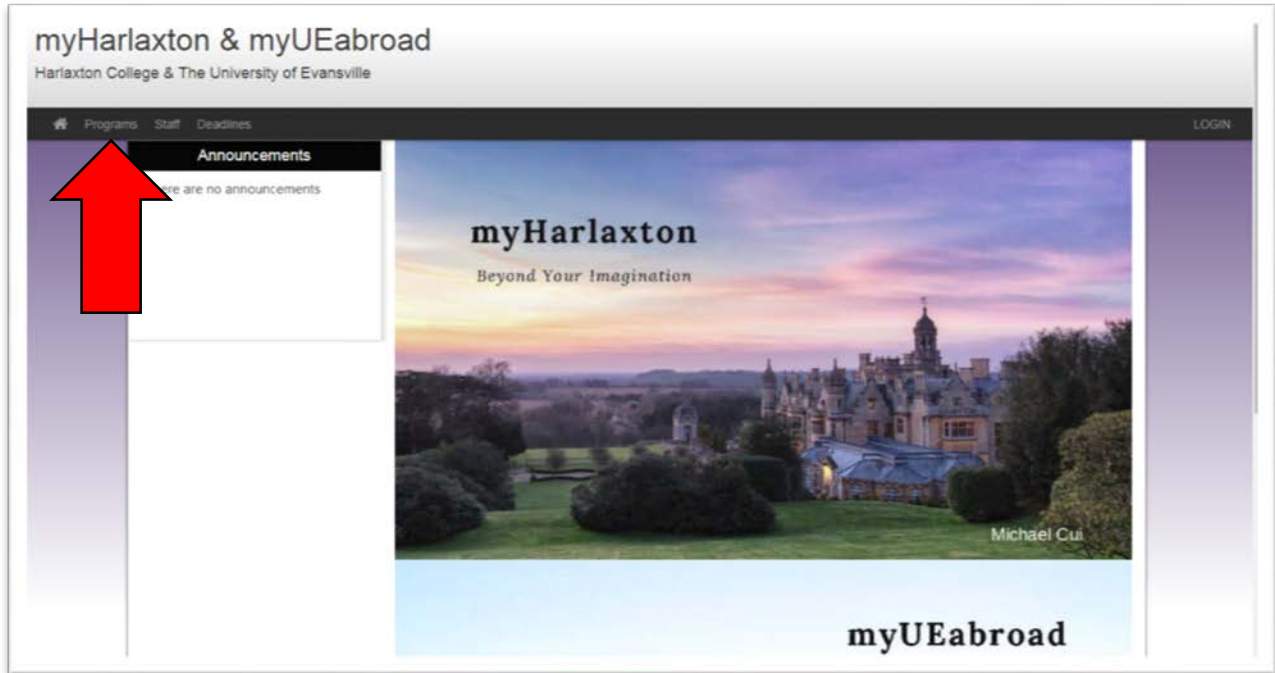 myHarlaxton & myUEabroad
Harlaxton College & The University of Evansville
Programs Staff Deadlines LOGIN
Announcements
ere are no announcements
myHarlaxton
Beyond Your Imagination
Michael Cui
myUEabroad